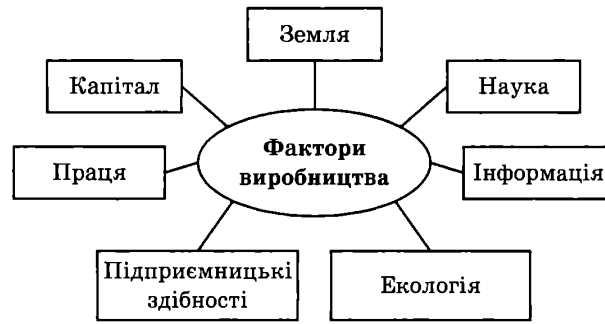 Земля
Капітал
Наука
Фактори
виробництва
Праця
Інформація
Підприємницькі
здібності
Екологія